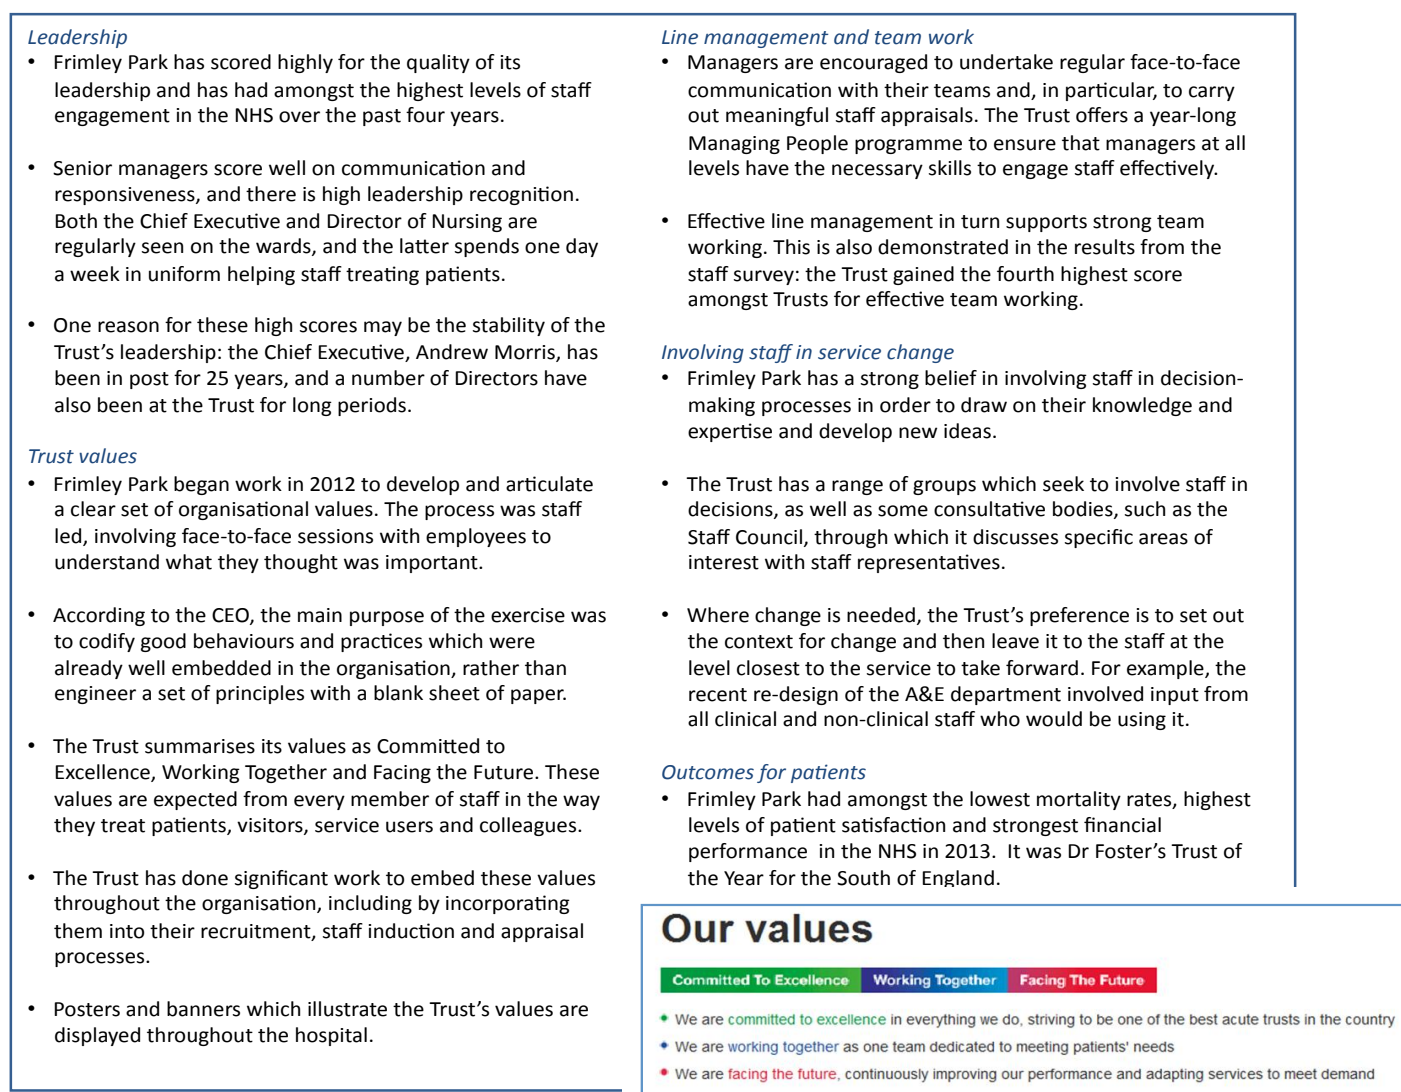 Leadership
• Frimley Park has scored highly for the quality of its
leadership and has had amongst the highest levels of staff
engagement in the NHS over the past four years.
• Senior managers score well on communication and
responsiveness, and there is high leadership recognition.
Both the Chief Executive and Director of Nursing are
regularly seen on the wards, and the latter spends one day
a week in uniform helping staff treating patients.
• One reason for these high scores may be the stability of the
Trust’s leadership: the Chief Executive, Andrew Morris, has
been in post for 25 years, and a number of Directors have
also been at the Trust for long periods.
Trust values
• Frimley Park began work in 2012 to develop and articulate
a clear set of organisational values. The process was staff
led, involving face-to-face sessions with employees to
understand what they thought was important.
• According to the CEO, the main purpose of the exercise was
to codify good behaviours and practices which were
already well embedded in the organisation, rather than
engineer a set of principles with a blank sheet of paper.
• The Trust summarises its values as Committed to
Excellence, Working Together and Facing the Future. These
values are expected from every member of staff in the way
they treat patients, visitors, service users and colleagues.
• The Trust has done significant work to embed these values
throughout the organisation, including by incorporating
them into their recruitment, staff induction and appraisal
processes.
• Posters and banners which illustrate the Trust’s values are
displayed throughout the hospital.
Line management and team work
• Managers are encouraged to undertake regular face-to-face
communication with their teams and, in particular, to carry
out meaningful staff appraisals. The Trust offers a year-long
Managing People programme to ensure that managers at all
levels have the necessary skills to engage staff effectively.
• Effective line management in turn supports strong team
working. This is also demonstrated in the results from the
staff survey: the Trust gained the fourth highest score
amongst Trusts for effective team working.
Involving staff in service change
• Frimley Park has a strong belief in involving staff in decision-
making processes in order to draw on their knowledge and
expertise and develop new ideas.
• The Trust has a range of groups which seek to involve staff in
decisions, as well as some consultative bodies, such as the
Staff Council, through which it discusses specific areas of
interest with staff representatives.
• Where change is needed, the Trust’s preference is to set out
the context for change and then leave it to the staff at the
level closest to the service to take forward. For example, the
recent re-design of the A&E department involved input from
all clinical and non-clinical staff who would be using it.
Outcomes for patients
• Frimley Park had amongst the lowest mortality rates, highest
levels of patient satisfaction and strongest financial
performance in the NHS in 2013. It was Dr Foster’s Trust of
the Year for the South of England.
Our values
Committed To Excellence Working Together Facing The Future
• We are committed to excellence in everything we do, striving to be one of the best acute trusts in the country
• We are working together as one team dedicated to meeting patients' needs
• We are facing the future, continuously improving our performance and adapting services to meet demand